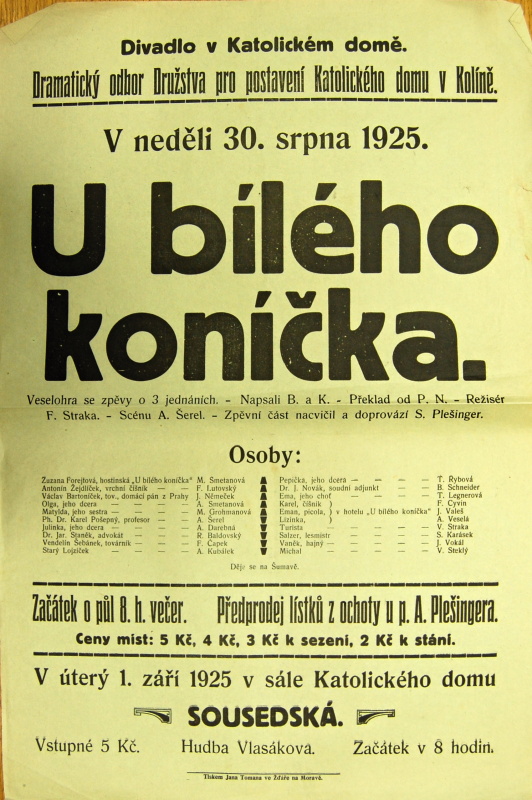 Divadlo v Katolickém domě.
Dramatický odbor Družstva pro postavení Katolického domu v Kolíně.
V neděli 30. srpna 1925.
U bílého
koníčka.
Veselohra se zpěvy o 3 jednáních. - Napsali B. a K. - Překlad od P. N. - Režisér
F. Straka. - Scénu A. Šerel. - Zpěvní část nacvičil a doprovází S. Plešinger.
Osoby:
Zuzana Forejtová, hostinská „U bílého koníčka" M. Smetanová
Antonín Žejdlíček, vrchní číšník — — F. Lutovský
Václav Bartoníček, tov., domácí pán z Prahy J. Němeček
Olga, jeho dcera — — — — A. Smetanová
Matylda, jeho sestra — — — — M. Grohmanová
Ph. Dr. Karel Pošepný, profesor — — A. Šerel
Julinka, jeho dcera — — — — A. Darebná
Dr. Jar. Staněk, advokát — — — R. Baldovský
Vendelín Šebánek, továrník — — — F. Čapek
Starý Lojzíček — — — — A. Kubálek
Pepička, jeho dcera — — — — T. Rybová
Dr. J. Novák, soudní adjunkt — — — B. Schneider
Ema, jeho choť — — — — T. Legnerová
Karel, číšník ) F. Cyvín
Eman, pícola, ) v hotelu „U bílého koníčka" J. Valeš
Lízinka, ) A. Veselá
Turista — — — — V. Straka
Salzer, lesmistr — — — — S. Karásek
Vaněk, hajný — — — — J. Vokál
Michal — — — — V. Steklý
Děje se na Šumavě.
Začátek o půl 8. h. večer. Předprodej lístků z ochoty u p. A. Plešingera.
Ceny míst: 5 Kč, 4 Kč, 3 Kč k sezení, 2 Kč k stání.
V úterý 1. září 1925 v sále Katolického domu
SOUSEDSKÁ.
Vstupné 5 Kč. Hudba Vlasákova. Začátek v 8 hodin.
Tiskem Jana Tomana ve Žďáře na Moravě.